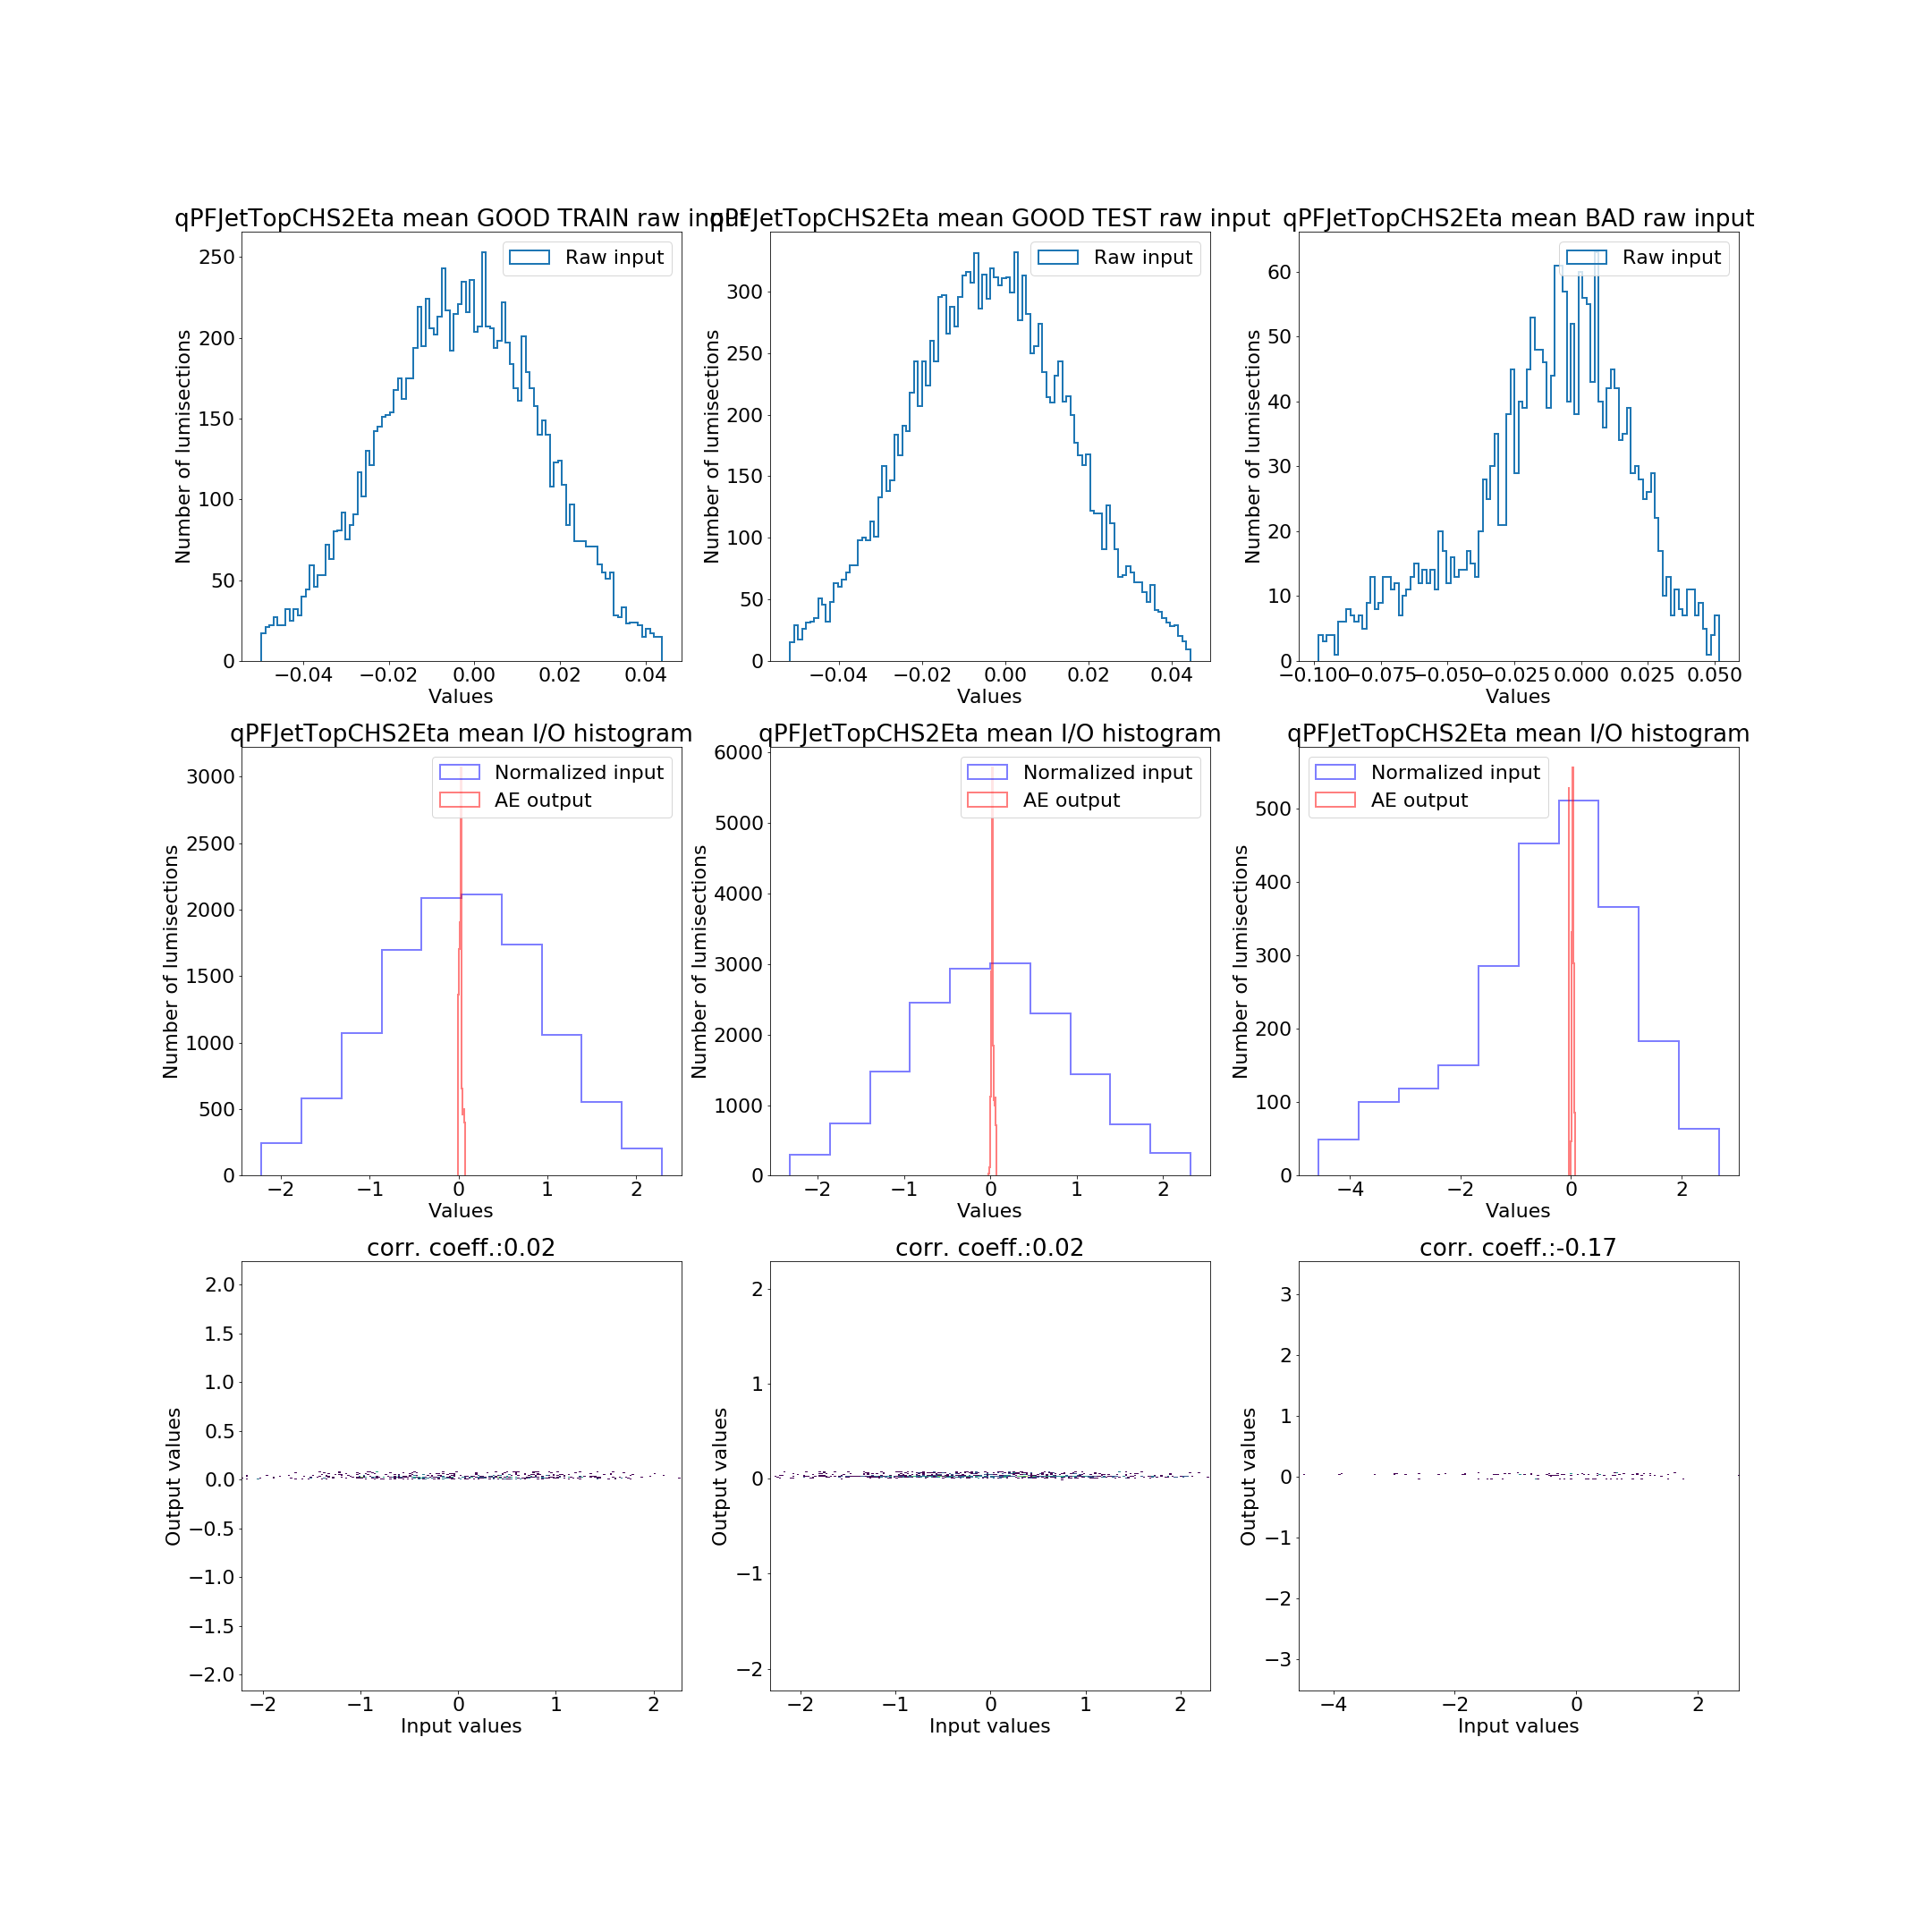 qPFJetTopCHS2Eta mean GOOD TRAIN raw input
qPFJetTopCHS2Eta mean GOOD TEST raw input
qPFJetTopCHS2Eta mean BAD raw input
Raw input
Raw input
Raw input
Number of lumisections
250
200
150
100
50
0
−0.04 −0.02 0.00 0.02 0.04
Values
Number of lumisections
300
250
200
150
100
50
0
−0.04 −0.02 0.00 0.02 0.04
Values
Number of lumisections
60
50
40
30
20
10
0
−0.100 −0.075 −0.050 −0.025 0.000 0.025 0.050
Values
qPFJetTopCHS2Eta mean I/O histogram
Normalized input
AE output
Number of lumisections
3000
2500
2000
1500
1000
500
0
−2 −1 0 1 2
Values
qPFJetTopCHS2Eta mean I/O histogram
Normalized input
AE output
Number of lumisections
6000
5000
4000
3000
2000
1000
0
−2 −1 0 1 2
Values
qPFJetTopCHS2Eta mean I/O histogram
Normalized input
AE output
Number of lumisections
500
400
300
200
100
0
−4 −2 0 2
Values
corr. coeff.:0.02
Output values
2.0
1.5
1.0
0.5
0.0
−0.5
−1.0
−1.5
−2.0
−2 −1 0 1 2
Input values
corr. coeff.:0.02
Output values
2
1
0
−1
−2
−2 −1 0 1 2
Input values
corr. coeff.:-0.17
Output values
3
2
1
0
−1
−2
−3
−4 −2 0 2
Input values